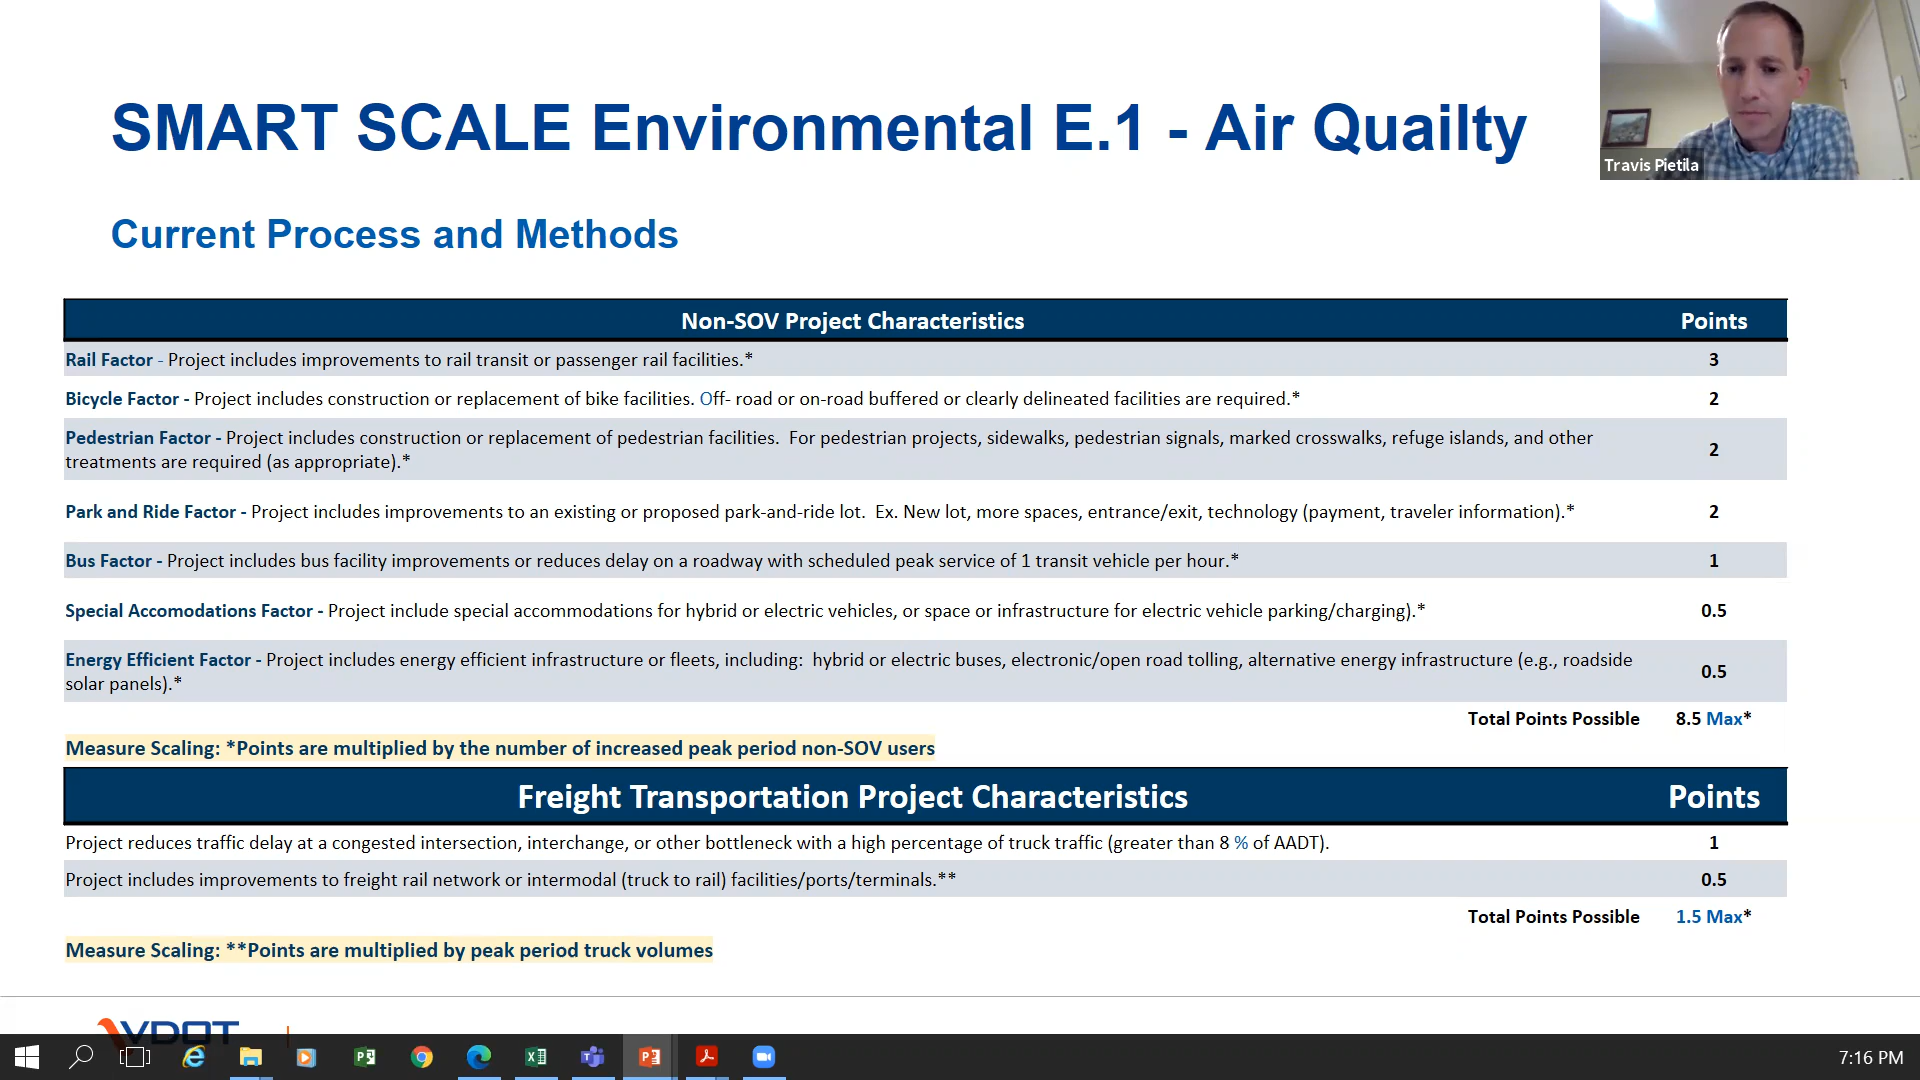 SMART SCALE Environmental E.1 - Air Quailty
Travis Pietila
Current Process and Methods
Non-SOV Project Characteristics Points
Rail Factor - Project includes improvements to rail transit or passenger rail facilities.* 3
Bicycle Factor - Project includes construction or replacement of bike facilities. Off- road or on-road buffered or clearly delineated facilities are required.* 2
Pedestrian Factor - Project includes construction or replacement of pedestrian facilities. For pedestrian projects, sidewalks, pedestrian signals, marked crosswalks, refuge islands, and other
treatments are required (as appropriate).* 2
Park and Ride Factor - Project includes improvements to an existing or proposed park-and-ride lot. Ex. New lot, more spaces, entrance/exit, technology (payment, traveler information).* 2
Bus Factor - Project includes bus facility improvements or reduces delay on a roadway with scheduled peak service of 1 transit vehicle per hour.* 1
Special Accomodations Factor - Project include special accommodations for hybrid or electric vehicles, or space or infrastructure for electric vehicle parking/charging).* 0.5
Energy Efficient Factor - Project includes energy efficient infrastructure or fleets, including: hybrid or electric buses, electronic/open road tolling, alternative energy infrastructure (e.g., roadside
solar panels).* 0.5
Total Points Possible 8.5 Max*
Measure Scaling: *Points are multiplied by the number of increased peak period non-SOV users
Freight Transportation Project Characteristics Points
Project reduces traffic delay at a congested intersection, interchange, or other bottleneck with a high percentage of truck traffic (greater than 8 % of AADT). 1
Project includes improvements to freight rail network or intermodal (truck to rail) facilities/ports/terminals.** 0.5
Total Points Possible 1.5 Max*
Measure Scaling: **Points are multiplied by peak period truck volumes
VDOT
7:16 PM